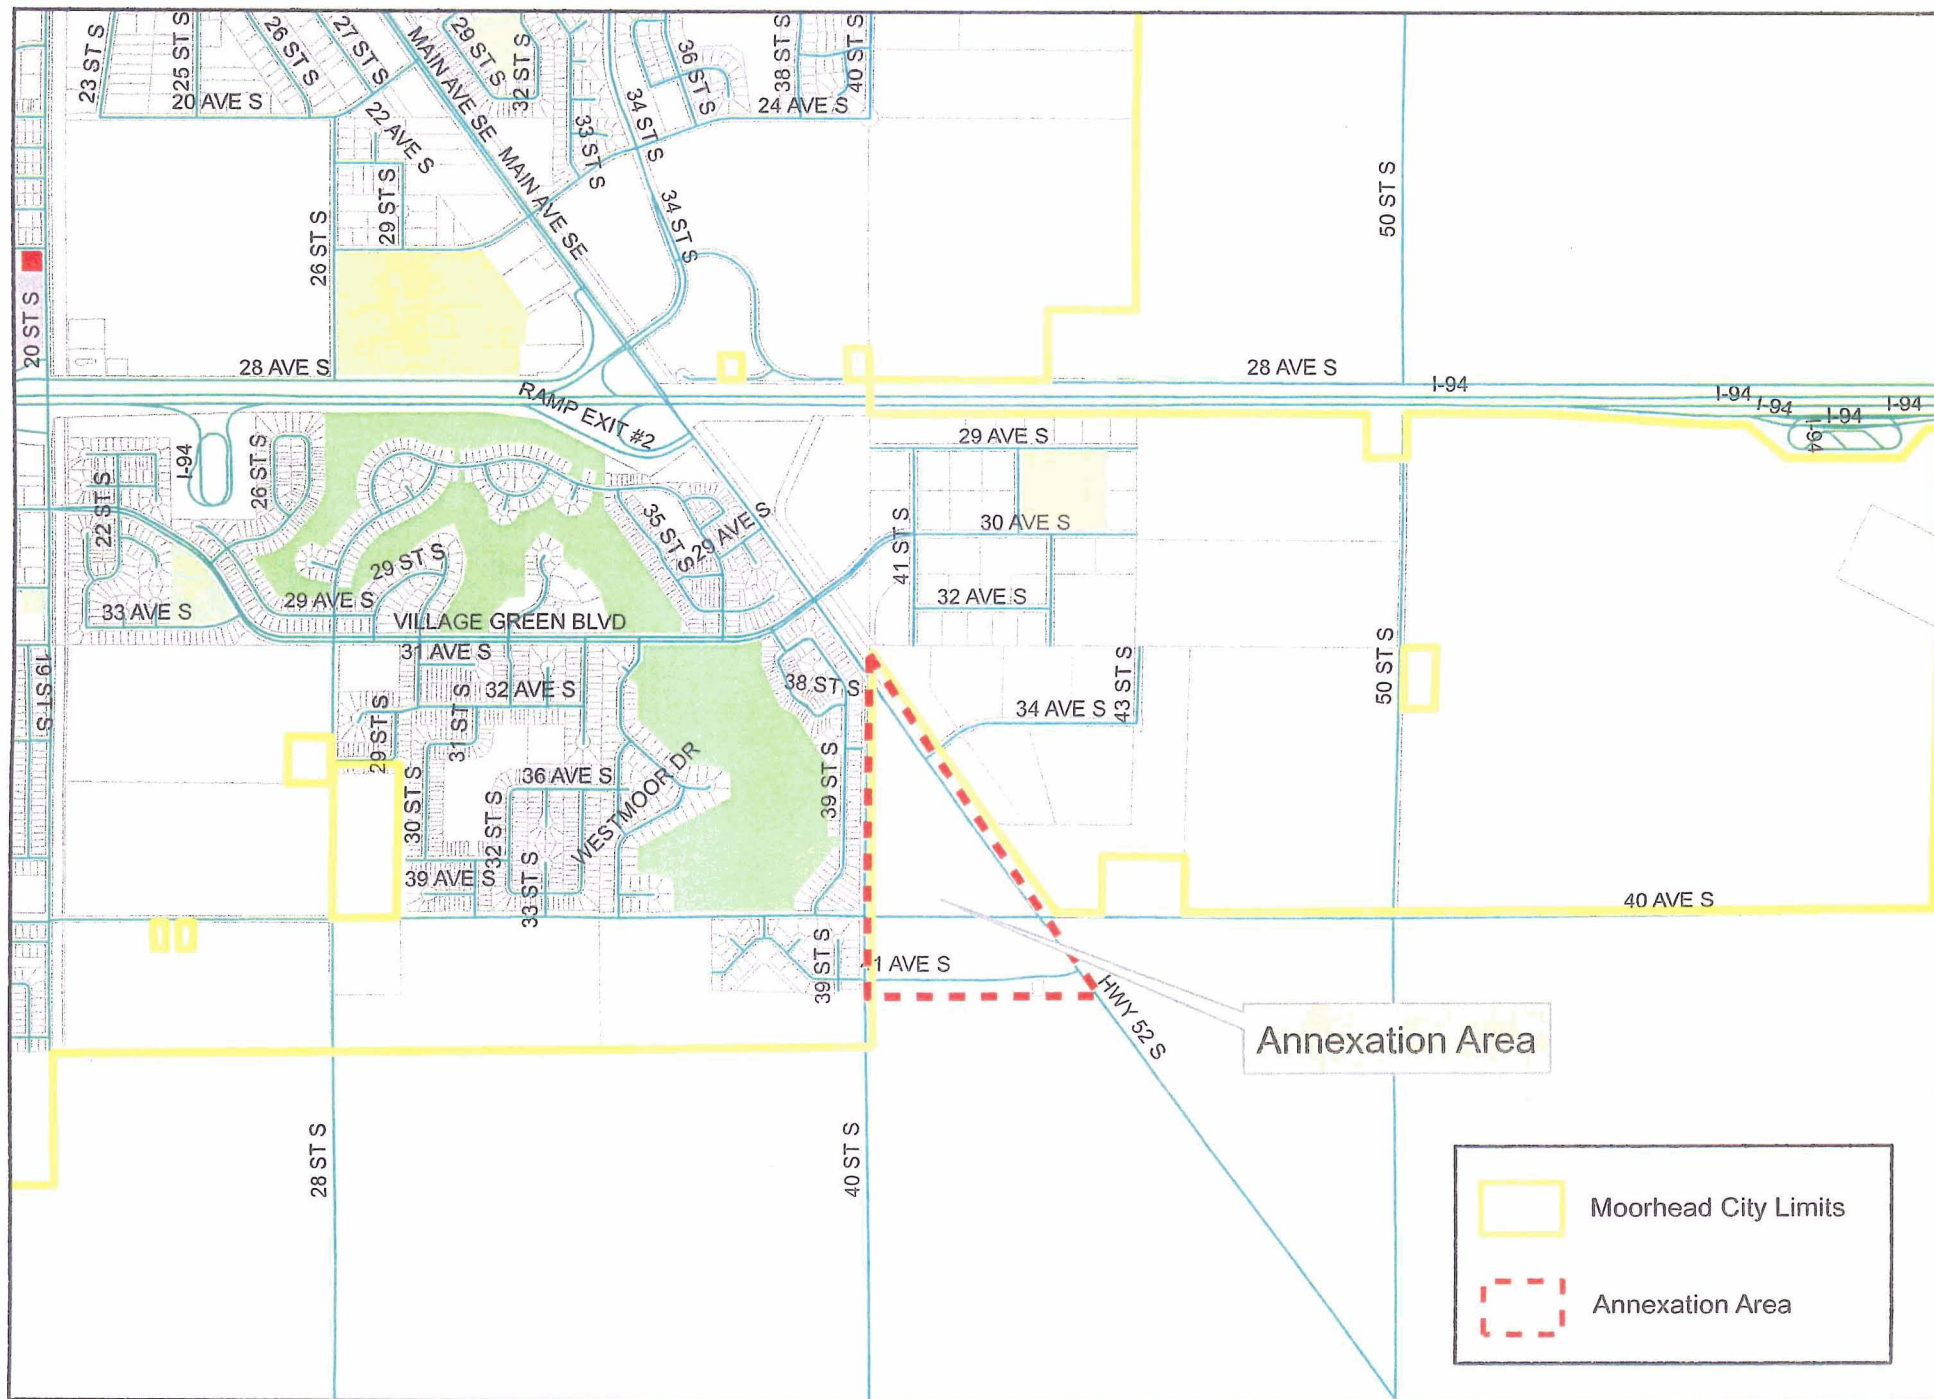 23 ST S
25 ST S
26 ST S
27 ST S
MAIN AVE SE
29 ST S
32 ST S
36 ST S
38 ST S
40 ST S
20 AVE S
22 AVE S
33 ST S
34 ST S
24 AVE S
29 ST S
26 ST S
MAIN AVE SE
34 ST S
50 ST S
20 ST S
28 AVE S
28 AVE S
RAMP EXIT #2
I-94
I-94
I-94
I-94
I-94
I-94
I-94
22 ST S
26 ST S
29 AVE S
35 ST S
29 AVE S
30 AVE S
41 ST S
29 ST S
29 AVE S
32 AVE S
33 AVE S
VILLAGE GREEN BLVD
19 ST S
31 AVE S
32 AVE S
38 ST S
43 ST S
50 ST S
34 AVE S
29 ST S
31 ST S
36 AVE S
WESTMOOR DR
39 ST S
30 ST S
32 ST S
39 AVE S
33 ST S
40 AVE S
39 ST S
1 AVE S
HWY 52 S
Annexation Area
28 ST S
40 ST S
Moorhead City Limits
Annexation Area